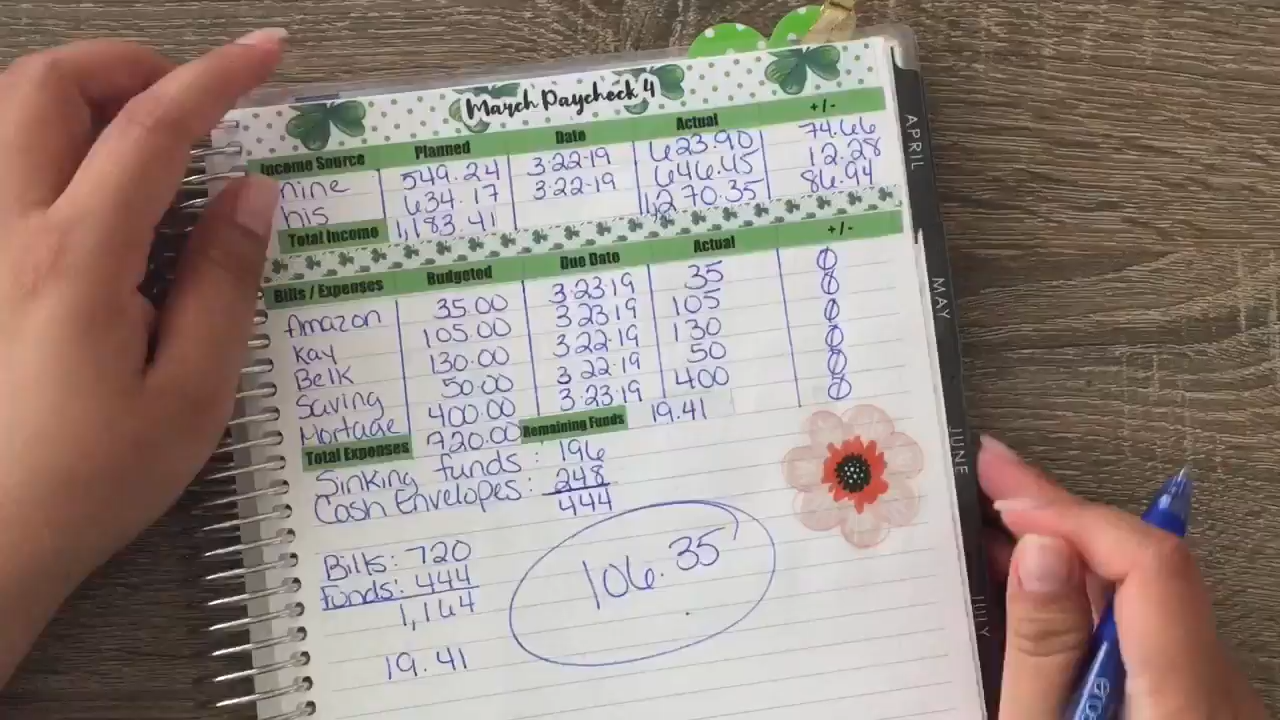 March Paycheck 4
Income Source Planned Date Actual +/-
mine 549.24 3.22.19 623.90 74.66
his 634.17 3.22.19 646.45 12.28
Total Income 1,183.41 1,270.35 86.94
Bills / Expenses Budgeted Due Date Actual +/-
Amazon 35.00 3.23.19 35 0
Kay 105.00 3.23.19 105 0
Belk 130.00 3.22.19 130 0
Saving 50.00 3.22.19 50 0
Mortage 400.00 3.23.19 400 0
Total Expenses 720.00 Remaining Funds 19.41 0
Sinking funds: 196
Cash Envelopes: 248
444
Bills: 720
funds: 444
1,164
19.41
106.35
APRIL
MAY
JUNE
JULY